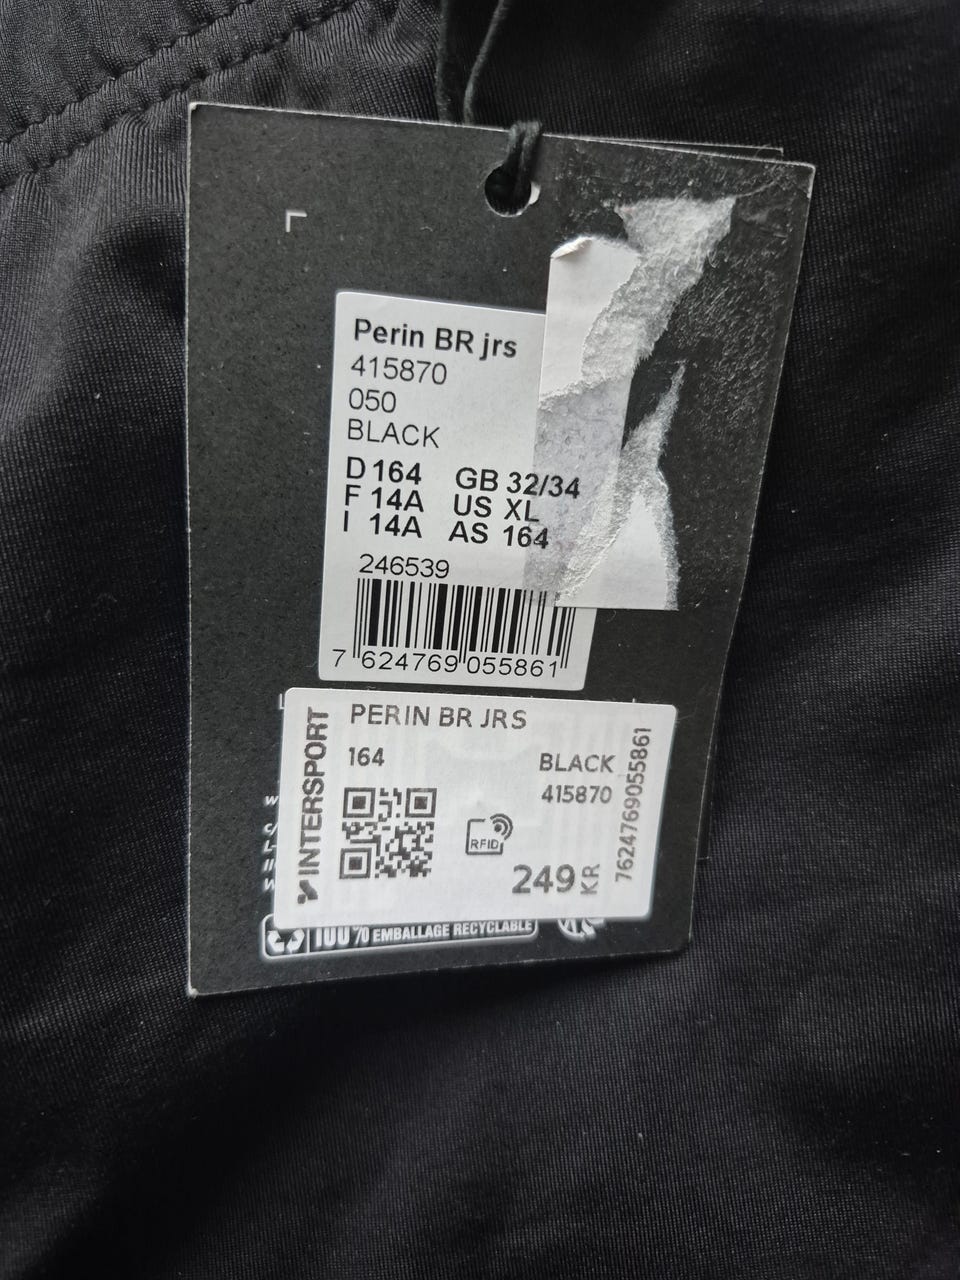 Perin BR jrs
415870
050
BLACK
D 164 GB 32/34
F 14A US XL
I 14A AS 164
246539
7 624769 055861
INTERSPORT
PERIN BR JRS
164
BLACK
415870
RFID
249 KR
7624769055861
100% EMBALLAGE RECYCLABLE